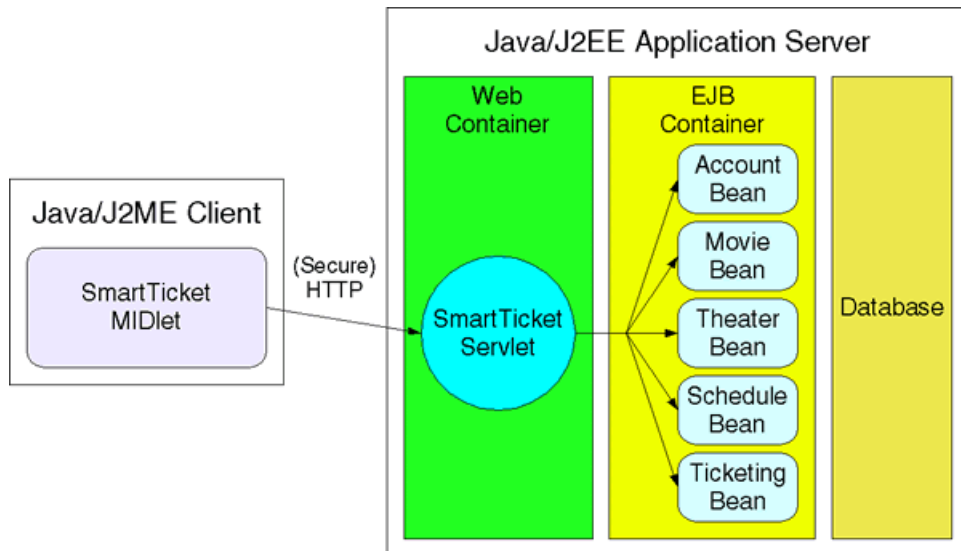 Java/J2EE Application Server
Web
Container
EJB
Container
Account
Bean
Java/J2ME Client
Movie
Bean
(Secure)
HTTP
SmartTicket
MIDlet
SmartTicket
Servlet
Theater
Bean
Database
Schedule
Bean
Ticketing
Bean